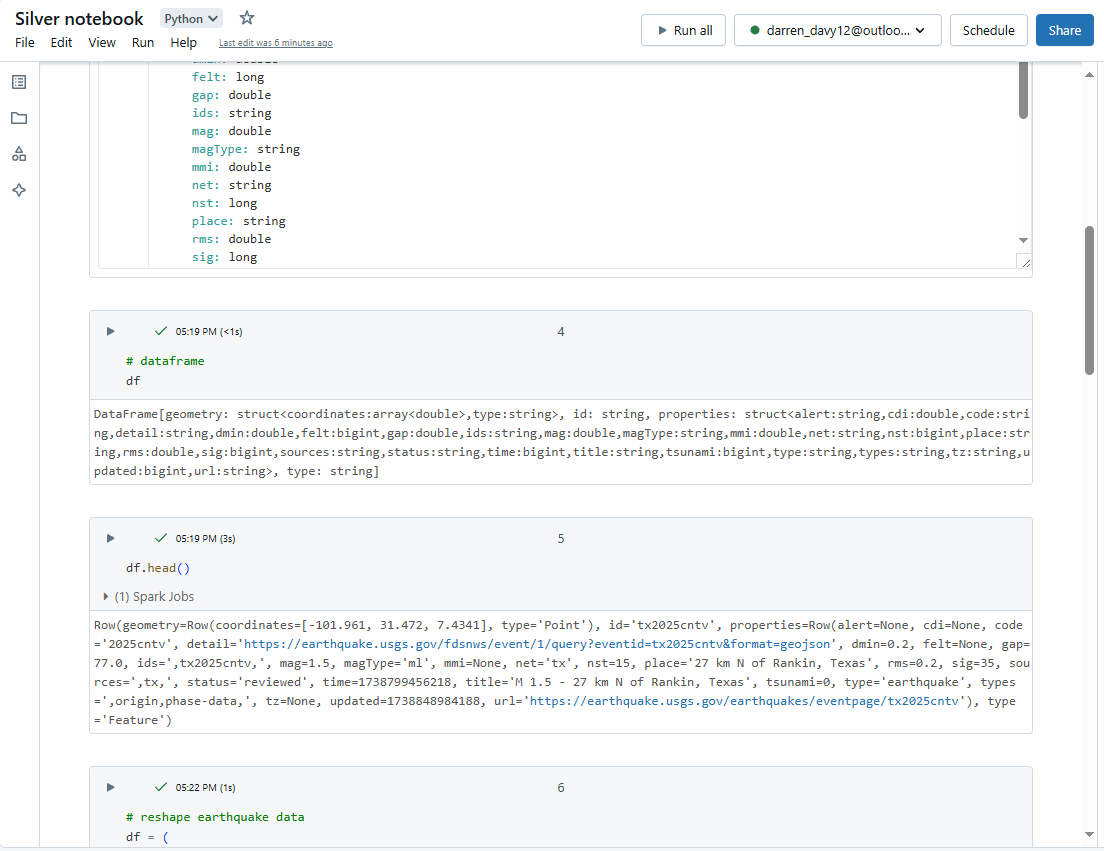 Silver notebook Python
File Edit View Run Help Last edit was 6 minutes ago
Run all darren_davy12@outloo... Schedule Share
felt: long
gap: double
ids: string
mag: double
magType: string
mmi: double
net: string
nst: long
place: string
rms: double
sig: long
05:19 PM (<1s) 4
# dataframe
df
DataFrame[geometry: struct<coordinates:array<double>,type:string>, id: string, properties: struct<alert:string,cdi:double,code:stri
ng,detail:string,dmin:double,felt:bigint,gap:double,ids:string,mag:double,magType:string,mmi:double,net:string,nst:bigint,place:str
ing,rms:double,sig:bigint,sources:string,status:string,time:bigint,title:string,tsunami:bigint,type:string,types:string,tz:string,u
pdated:bigint,url:string>, type: string]
05:19 PM (3s) 5
df.head()
(1) Spark Jobs
Row(geometry=Row(coordinates=[-101.961, 31.472, 7.4341], type='Point'), id='tx2025cntv', properties=Row(alert=None, cdi=None, code
='2025cntv', detail='https://earthquake.usgs.gov/fdsnws/event/1/query?eventid=tx2025cntv&format=geojson', dmin=0.2, felt=None, gap=
77.0, ids=',tx2025cntv,', mag=1.5, magType='ml', mmi=None, net='tx', nst=15, place='27 km N of Rankin, Texas', rms=0.2, sig=35, sou
rces=',tx,', status='reviewed', time=1738799456218, title='M 1.5 - 27 km N of Rankin, Texas', tsunami=0, type='earthquake', types
=',origin,phase-data,', tz=None, updated=1738848984188, url='https://earthquake.usgs.gov/earthquakes/eventpage/tx2025cntv'), type
='Feature')
05:22 PM (1s) 6
# reshape earthquake data
df = (